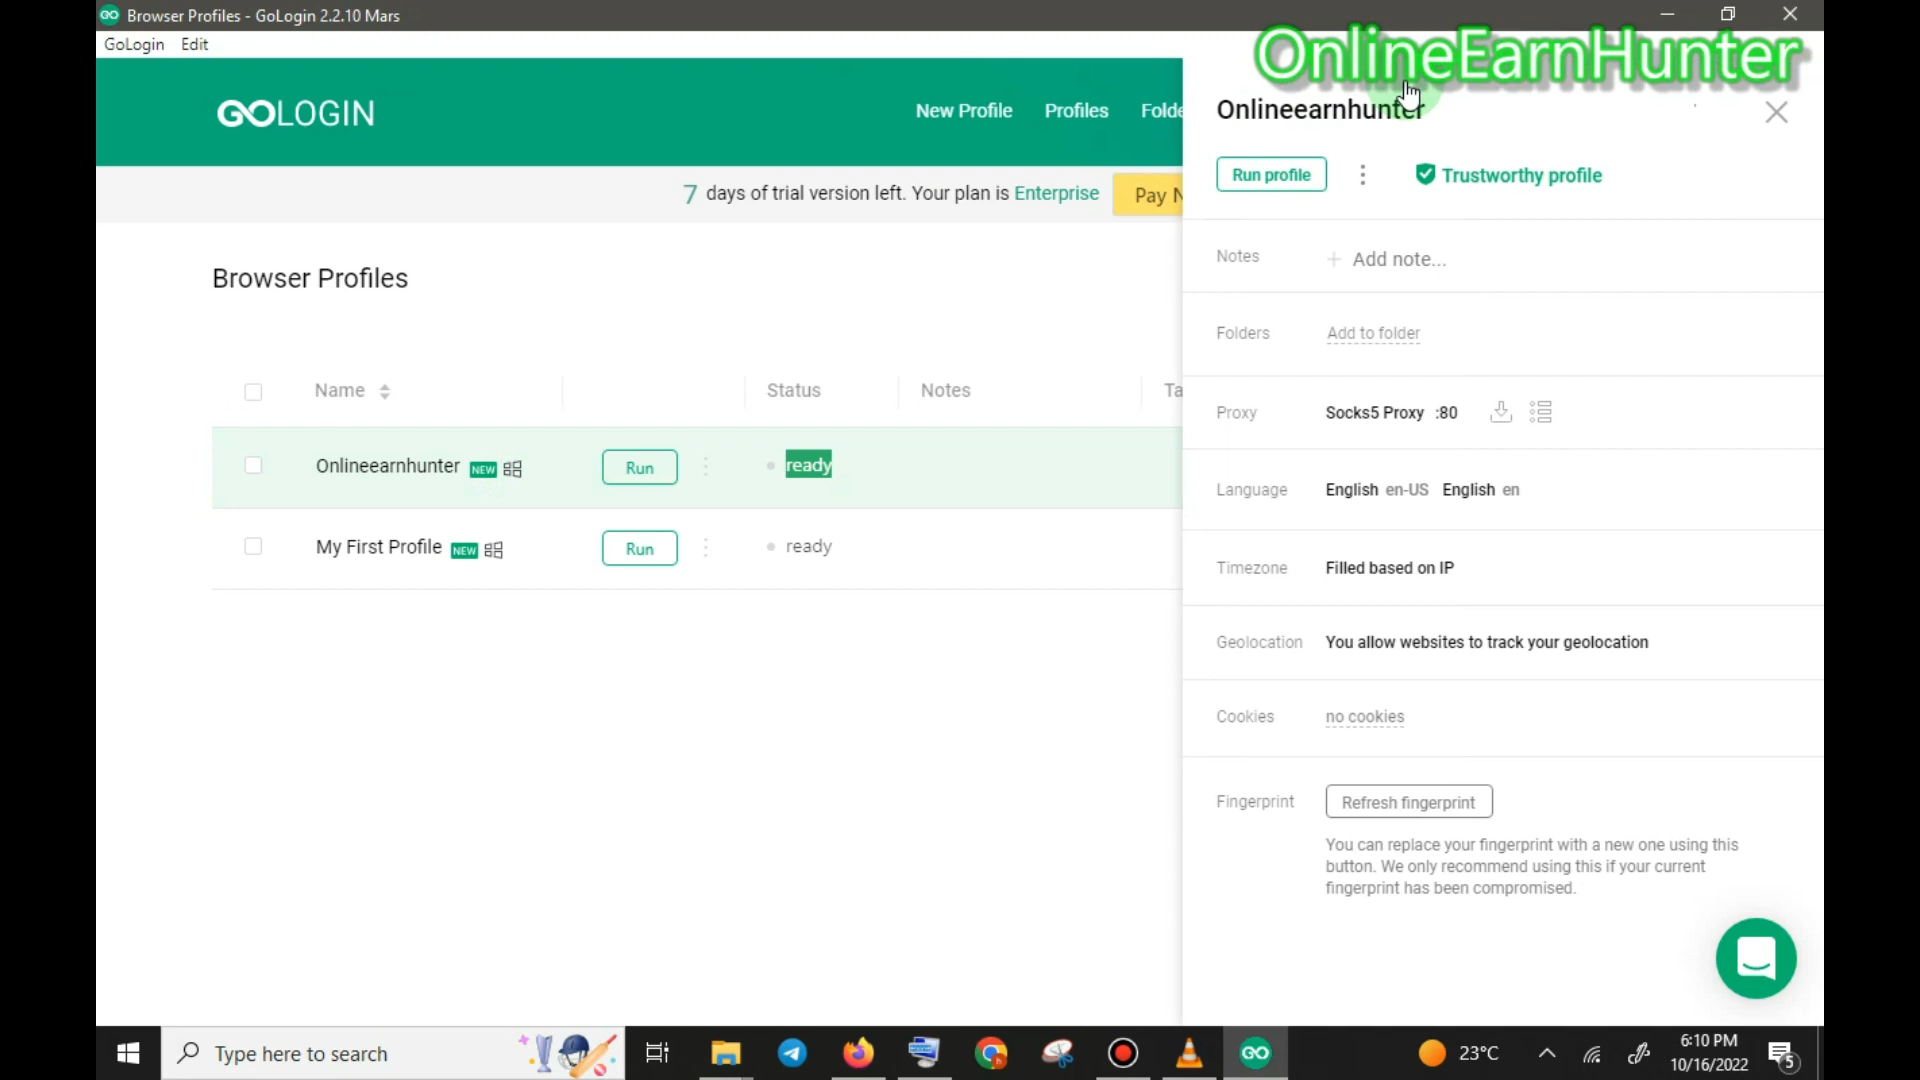 Browser Profiles - GoLogin 2.2.10 Mars
GoLogin Edit
OnlineEarnHunter
GOLOGIN
New Profile Profiles Folde
7 days of trial version left. Your plan is Enterprise Pay N
Browser Profiles
Name Status Notes Ta
Onlineearnhunter NEW Run ready
My First Profile NEW Run ready
Onlineearnhunter
Run profile Trustworthy profile
Notes + Add note...
Folders Add to folder
Proxy Socks5 Proxy :80
Language English en-US English en
Timezone Filled based on IP
Geolocation You allow websites to track your geolocation
Cookies no cookies
Fingerprint Refresh fingerprint
You can replace your fingerprint with a new one using this
button. We only recommend using this if your current
fingerprint has been compromised.
Type here to search
23°C
6:10 PM
10/16/2022
5